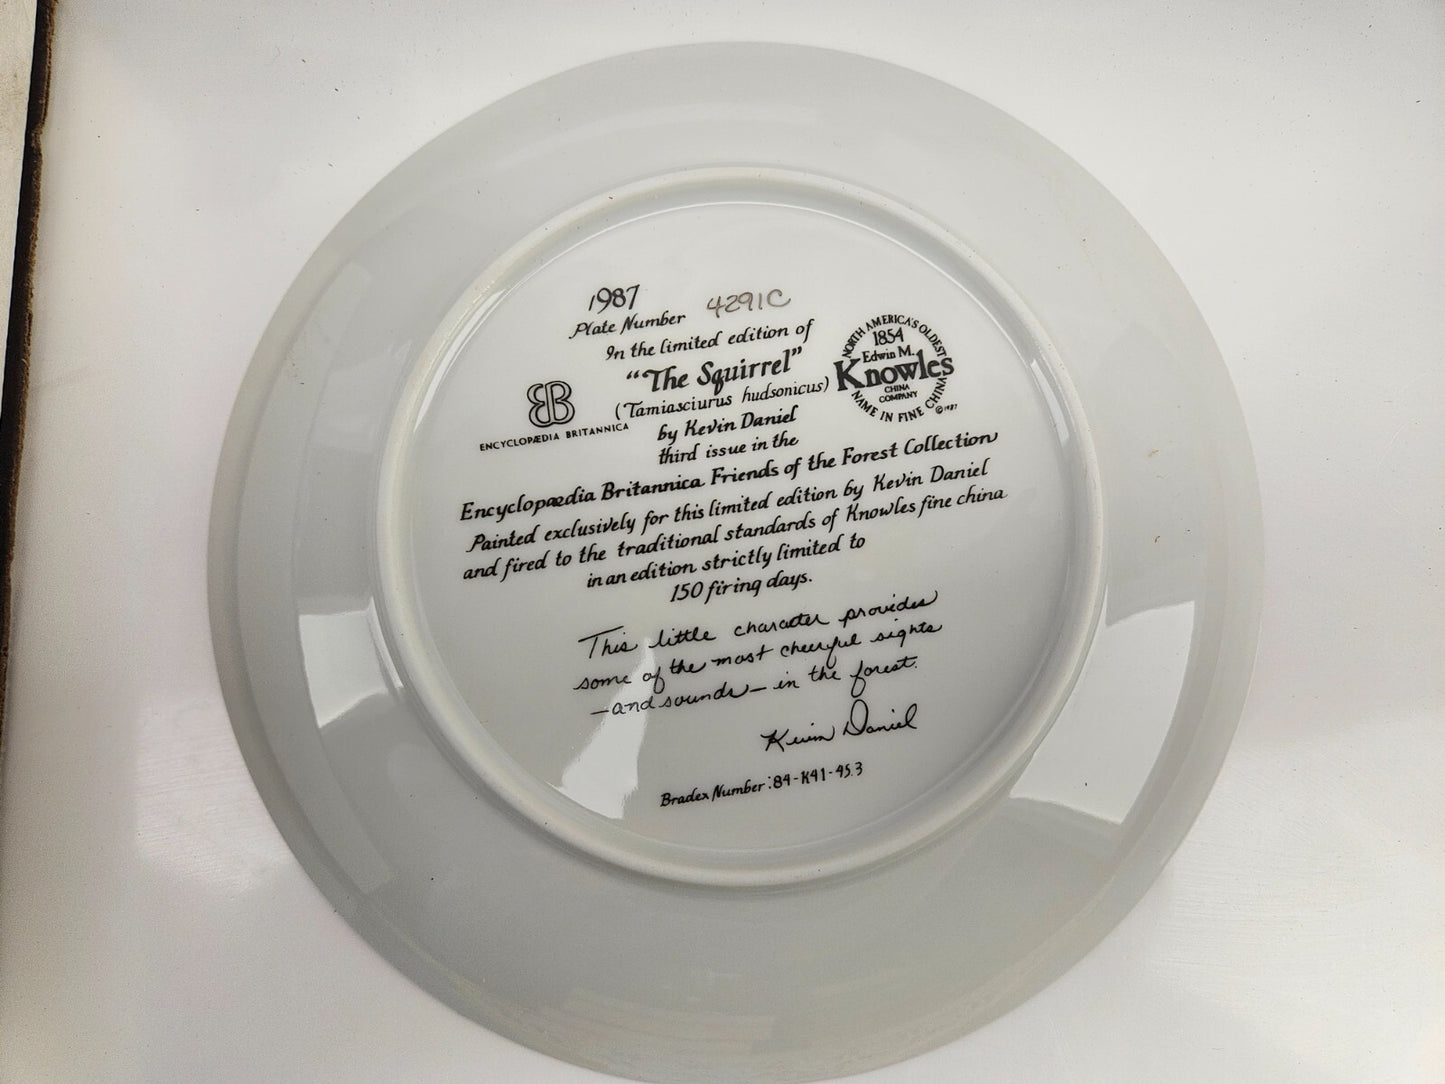 1987
Plate Number 4291C
In the limited edition of
"The Squirrel"
(Tamiasciurus hudsonicus)
by Kevin Daniel
third issue in the
Encyclopædia Britannica Friends of the Forest Collection
Painted exclusively for this limited edition by Kevin Daniel
and fired to the traditional standards of Knowles fine china
in an edition strictly limited to
150 firing days.
This little character provides
some of the most cheerful sights
—and sounds— in the forest.
Kevin Daniel
Bradex Number: 84-K41-45.3
ENCYCLOPÆDIA BRITANNICA
NORTH AMERICA'S OLDEST
1854
Edwin M.
Knowles
CHINA
COMPANY
NAME IN FINE CHINA
©1987